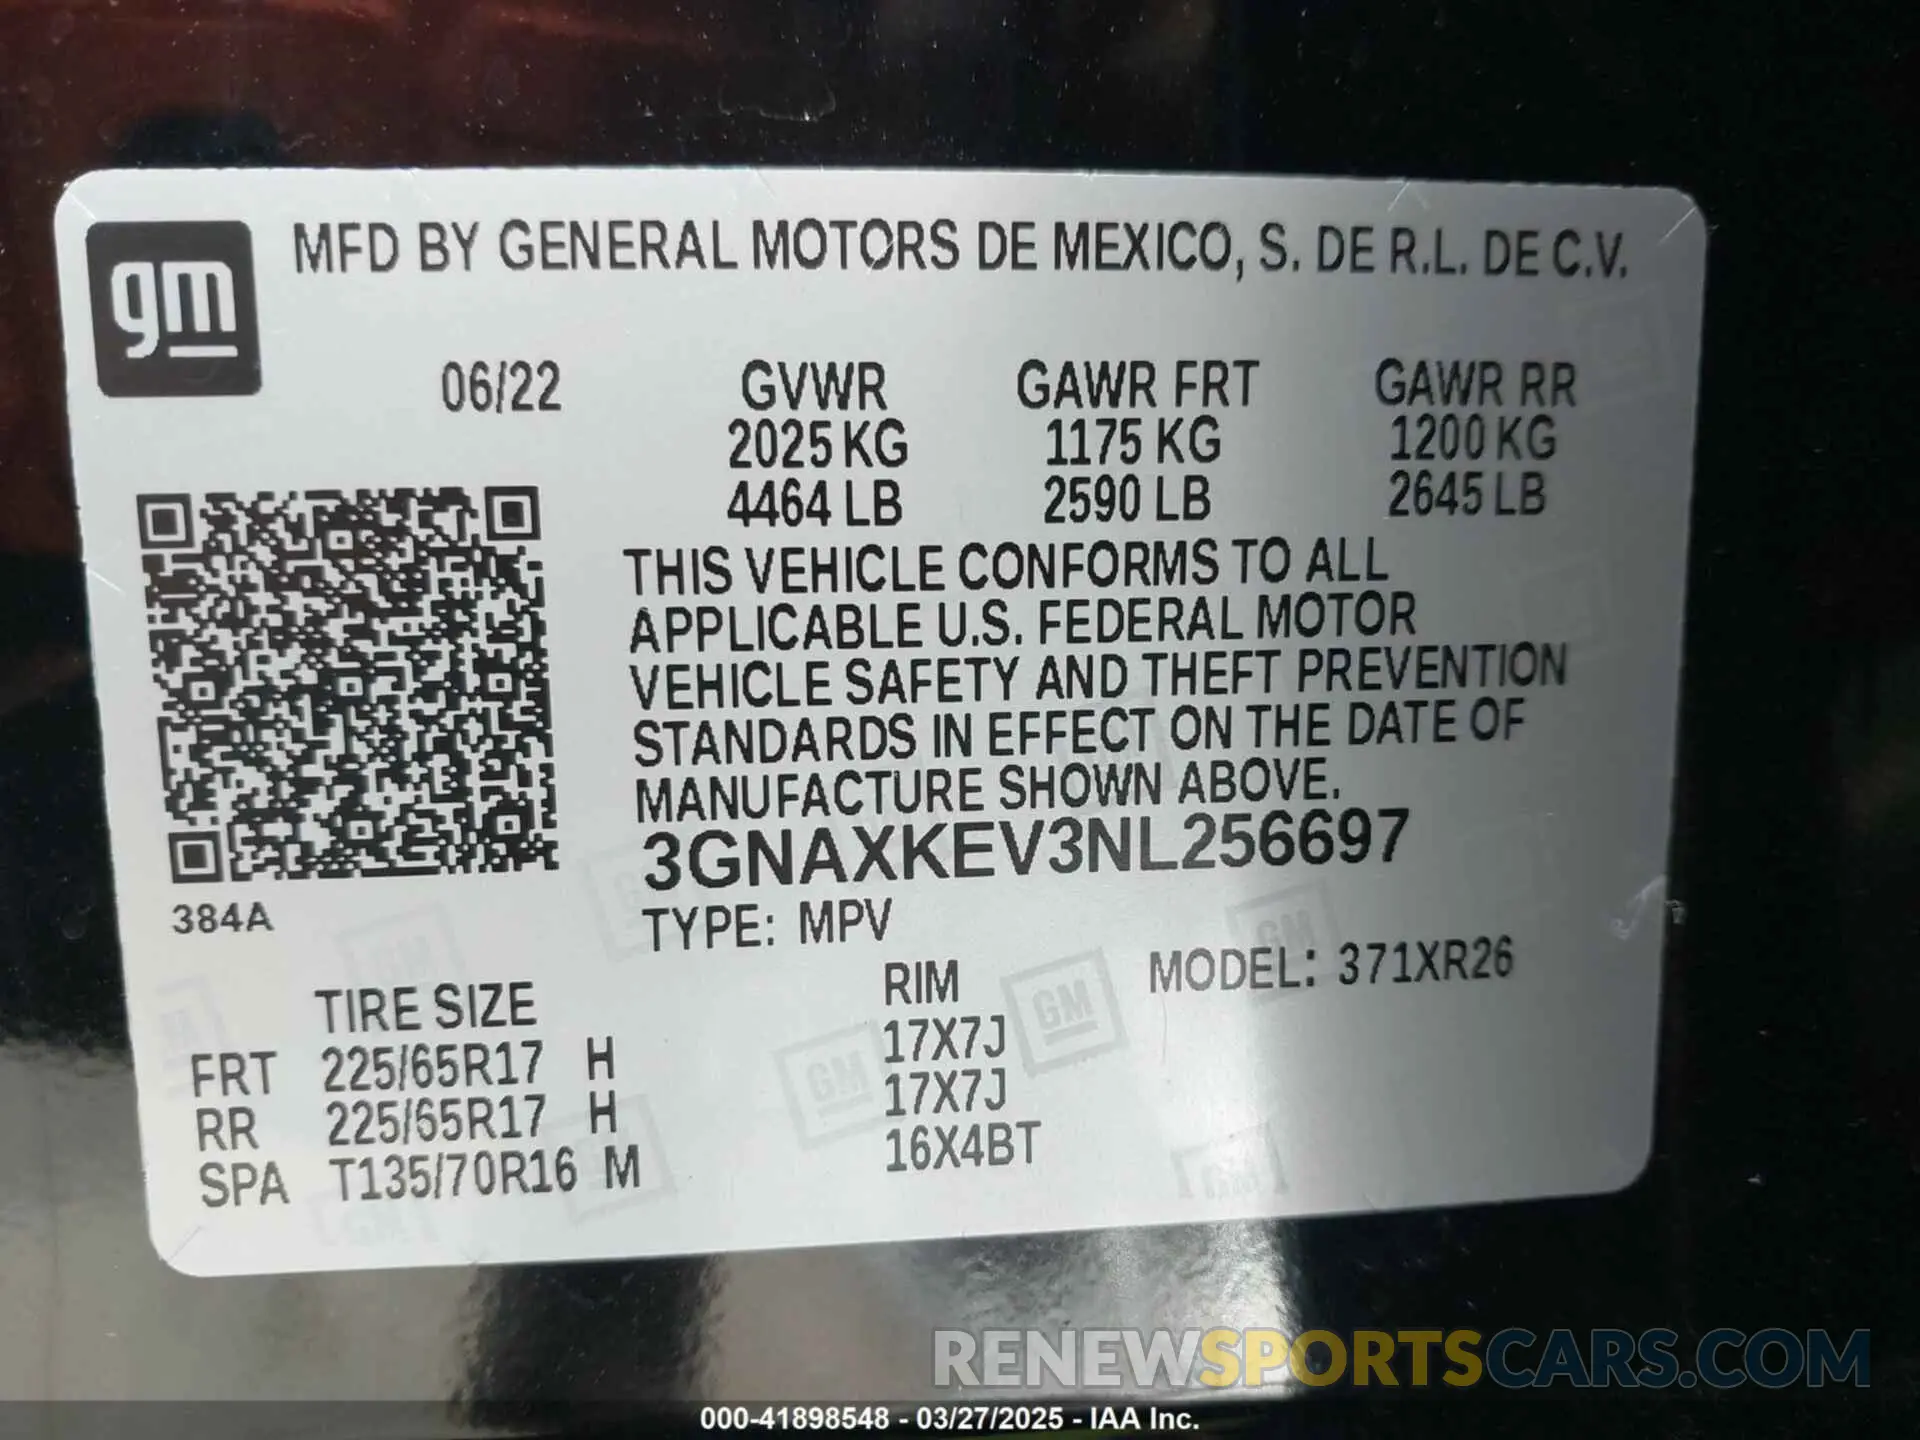 gm
MFD BY GENERAL MOTORS DE MEXICO, S. DE R.L. DE C.V.
06/22 GVWR GAWR FRT GAWR RR
2025 KG 1175 KG 1200 KG
4464 LB 2590 LB 2645 LB
THIS VEHICLE CONFORMS TO ALL
APPLICABLE U.S. FEDERAL MOTOR
VEHICLE SAFETY AND THEFT PREVENTION
STANDARDS IN EFFECT ON THE DATE OF
MANUFACTURE SHOWN ABOVE.
3GNAXKEV3NL256697
384A
TYPE: MPV
MODEL: 371XR26
TIRE SIZE RIM
FRT 225/65R17 H 17X7J
RR 225/65R17 H 17X7J
SPA T135/70R16 M 16X4BT
GM
GM
GM
GM
RENEWSPORTSCARS.COM
000-41898548 - 03/27/2025 - IAA Inc.